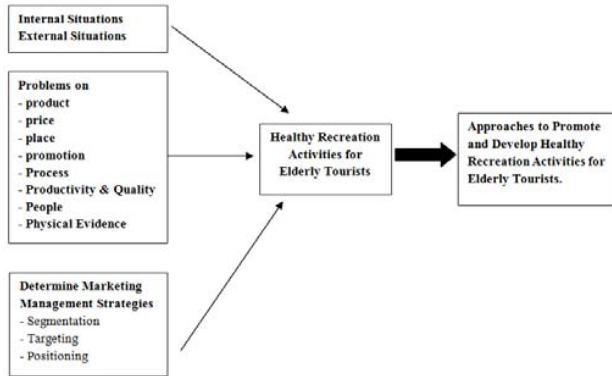 Internal Situations
External Situations
Problems on
- product
- price
- place
- promotion
- Process
- Productivity & Quality
- People
- Physical Evidence
Determine Marketing
Management Strategies
- Segmentation
- Targeting
- Positioning
Healthy Recreation
Activities for
Elderly Tourists
Approaches to Promote
and Develop Healthy
Recreation Activities for
Elderly Tourists.